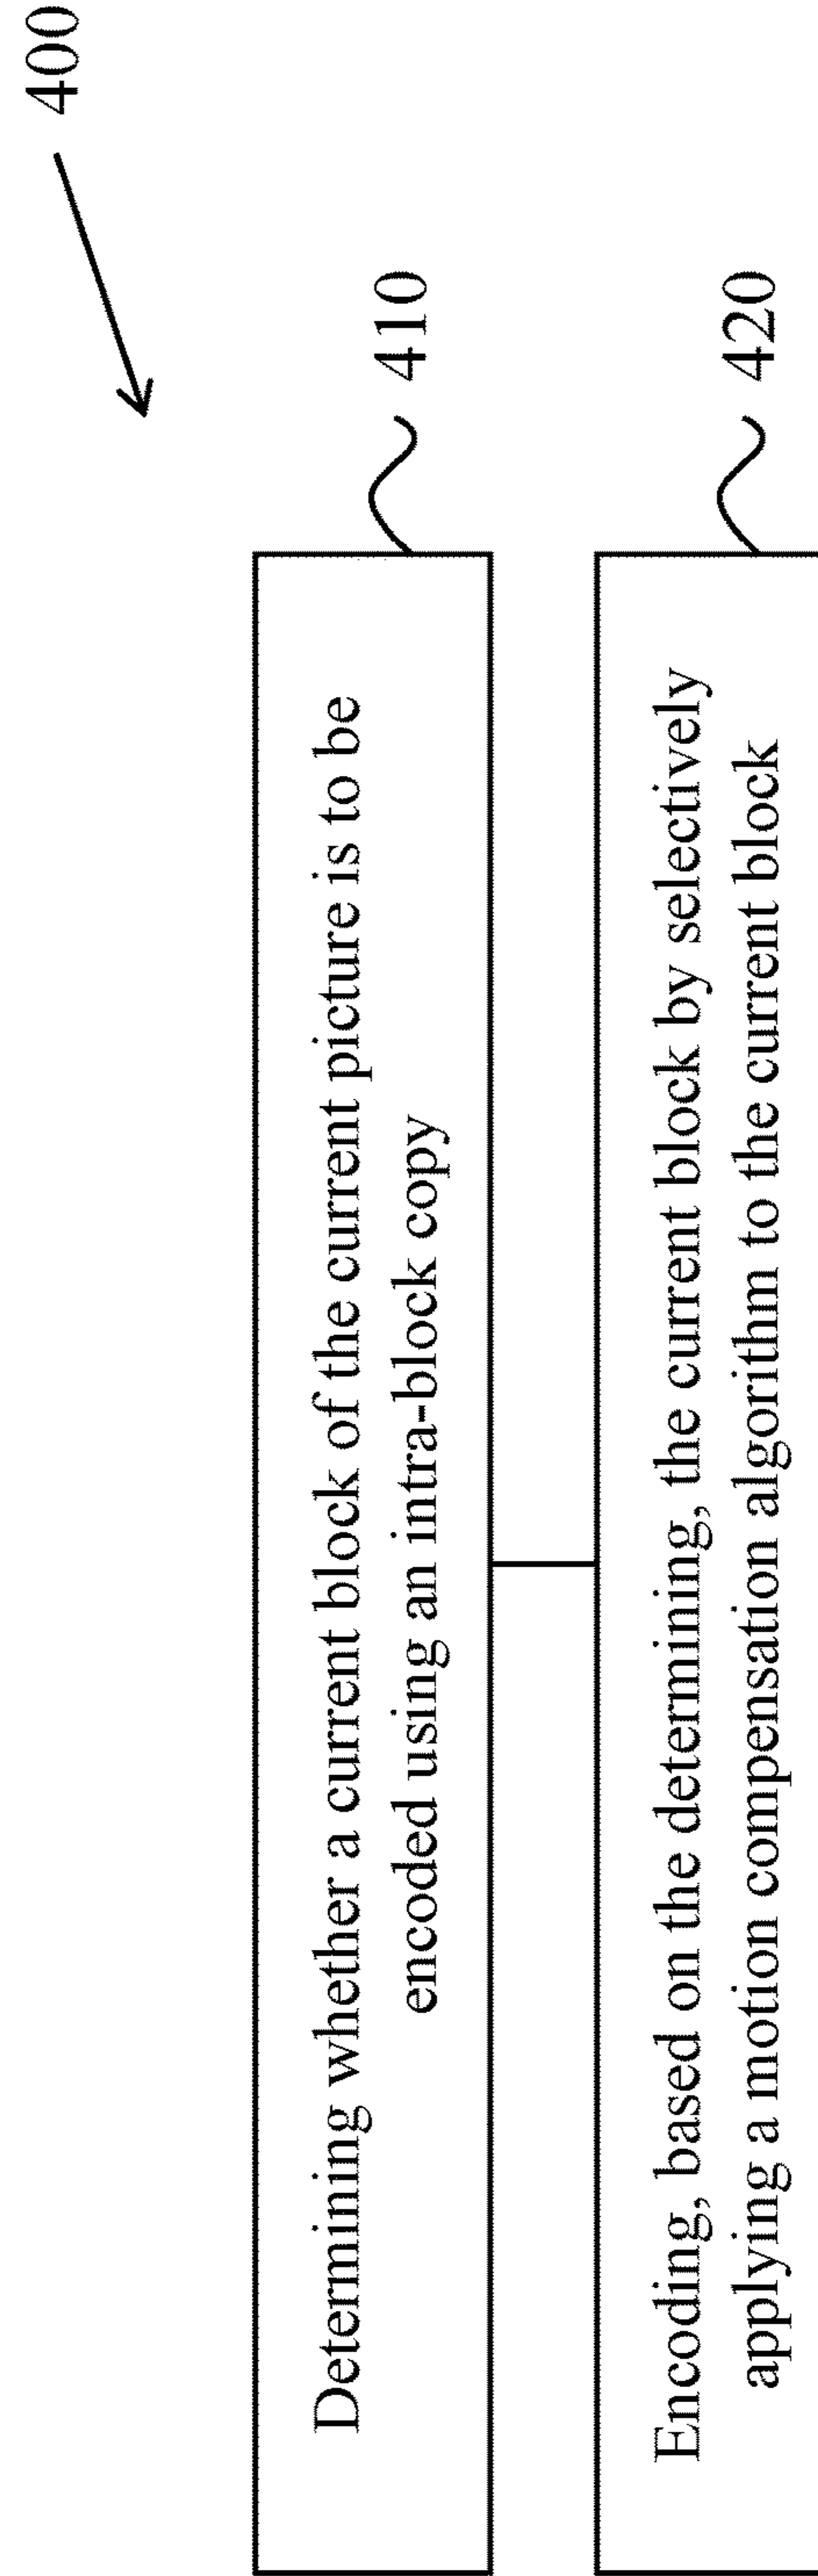 400
Determining whether a current block of the current picture is to be
encoded using an intra-block copy
410
Encoding, based on the determining, the current block by selectively
applying a motion compensation algorithm to the current block
420